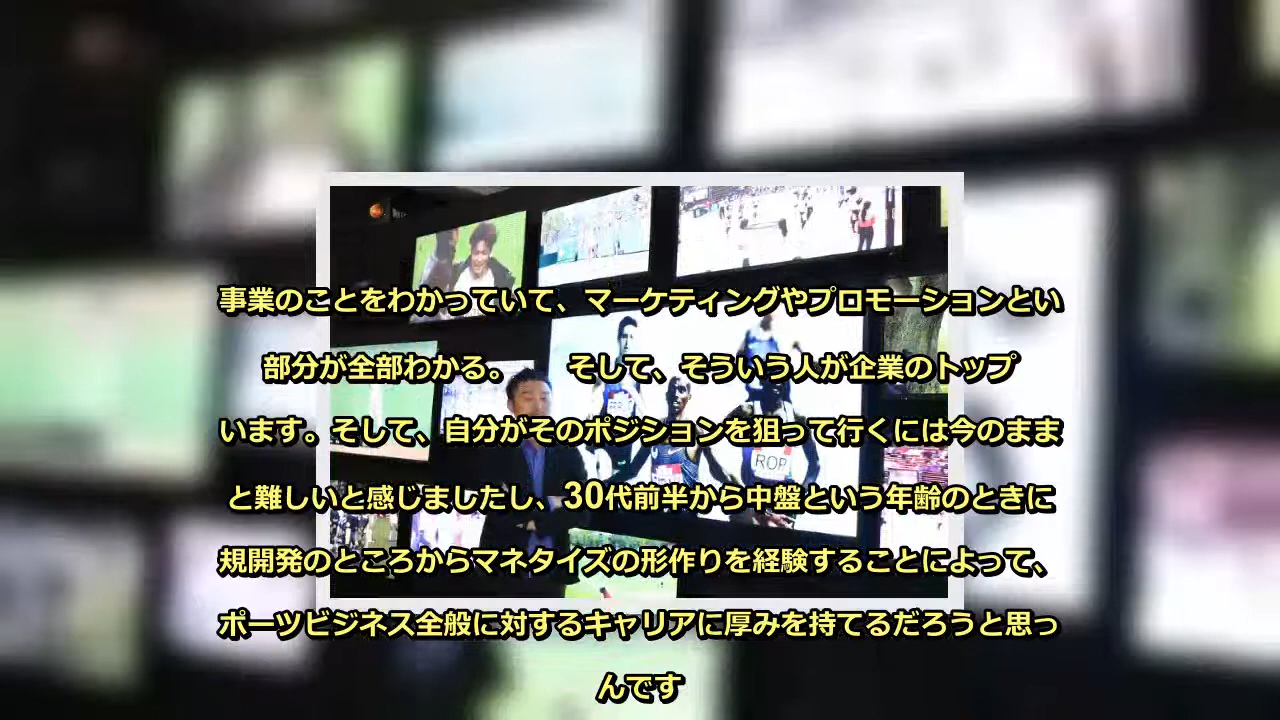 事業のことをわかっていて、マーケティングやプロモーションとい
部分が全部わかる。　　そして、そういう人が企業のトップ
います。そして、自分がそのポジションを狙って行くには今のまま
と難しいと感じましたし、30代前半から中盤という年齢のときに
規開発のところからマネタイズの形作りを経験することによって、
ポーツビジネス全般に対するキャリアに厚みを持てるだろうと思っ
んです
ROP